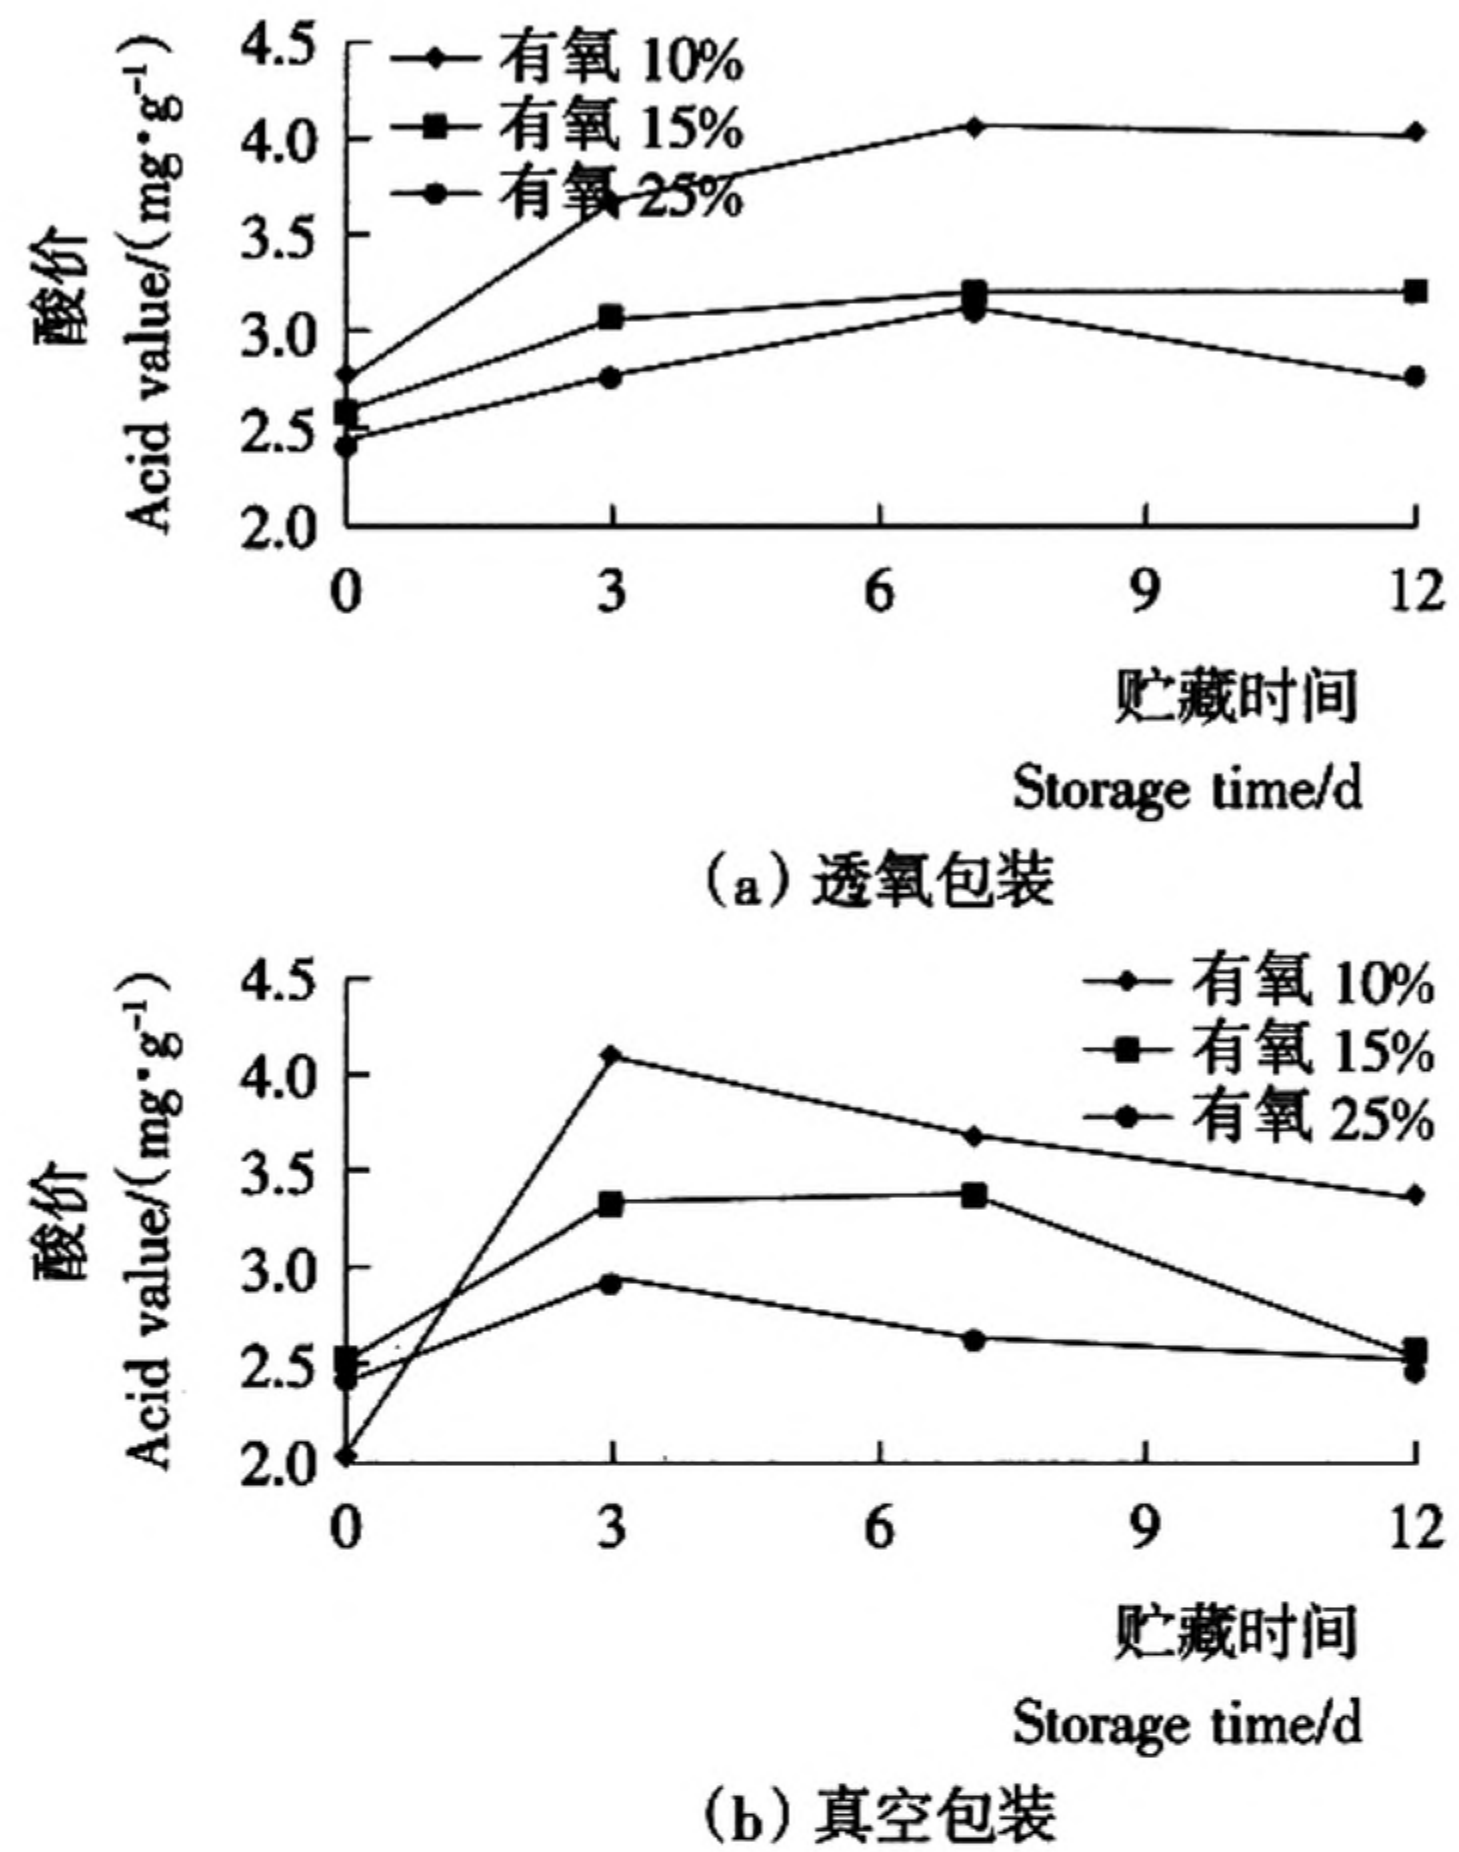 4.5
有氧 10%
4.0
有氧 15%
有氧 25%
3.5
3.0
2.5
2.0
酸价
Acid value/(mg·g⁻¹)
0 3 6 9 12
贮藏时间
Storage time/d
(a) 透氧包装
4.5
有氧 10%
4.0
有氧 15%
有氧 25%
3.5
3.0
2.5
2.0
酸价
Acid value/(mg·g⁻¹)
0 3 6 9 12
贮藏时间
Storage time/d
(b) 真空包装